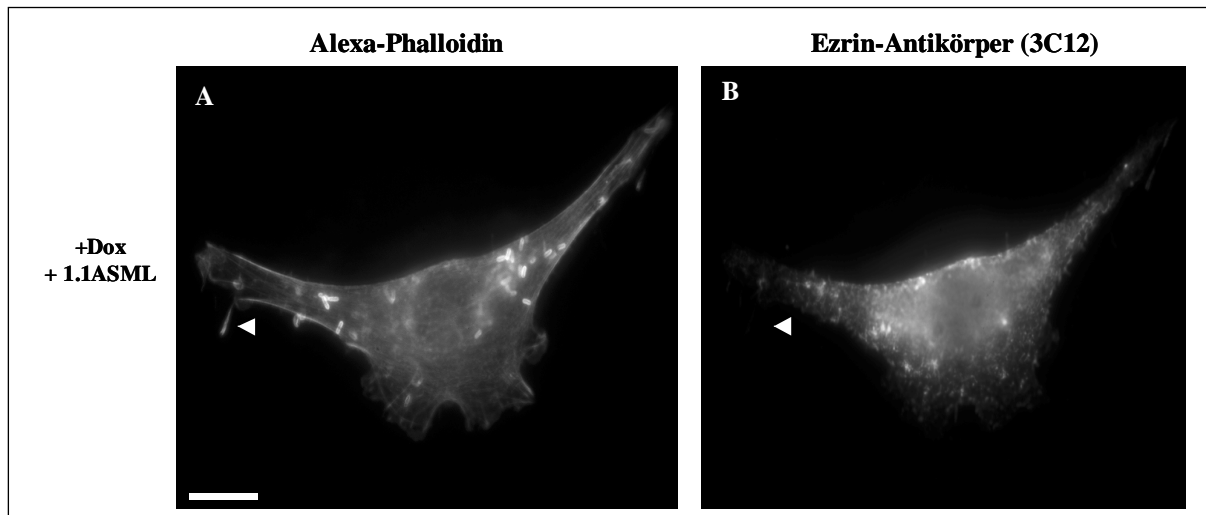 Alexa-Phalloidin
Ezrin-Antikörper (3C12)
A
B
+Dox
+ 1.1ASML